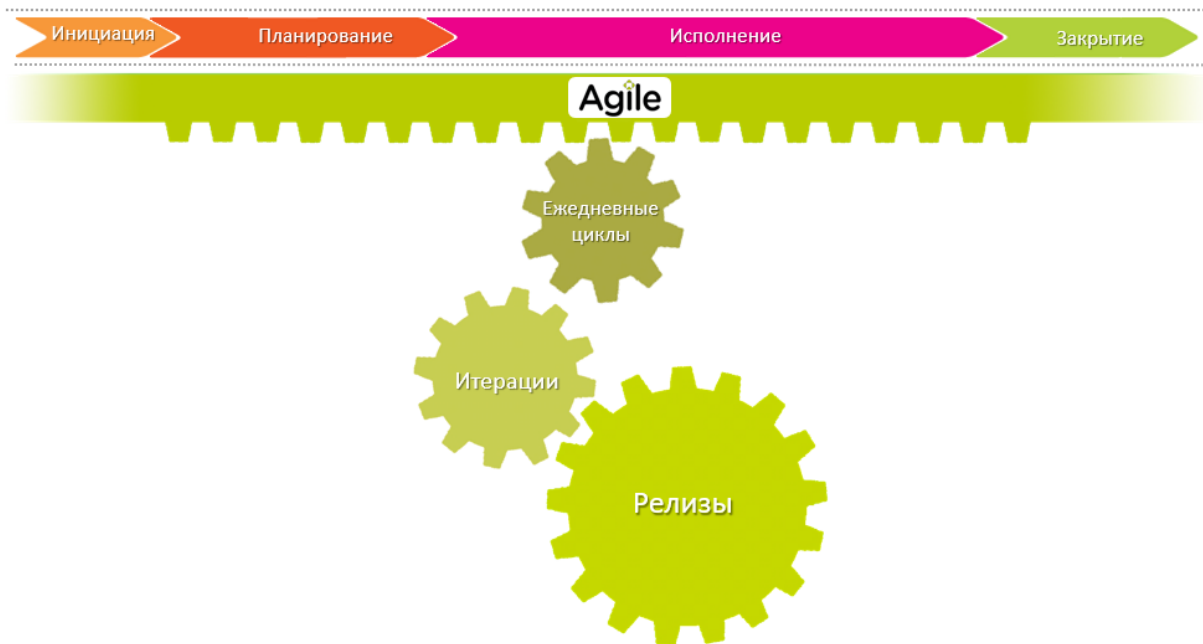 Инициация
Планирование
Исполнение
Закрытие
Agile
Ежедневные
циклы
Итерации
Релизы